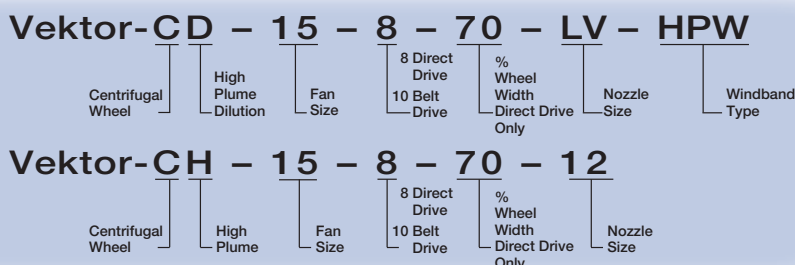 Vektor-CD – 15 – 8 – 70 – LV – HPW
Centrifugal
Wheel
High
Plume
Dilution
Fan
Size
8 Direct
Drive
10 Belt
Drive
%
Wheel
Width
Direct Drive
Only
Nozzle
Size
Windband
Type
Vektor-CH – 15 – 8 – 70 – 12
Centrifugal
Wheel
High
Plume
Fan
Size
8 Direct
Drive
10 Belt
Drive
%
Wheel
Width
Direct Drive
Only
Nozzle
Size